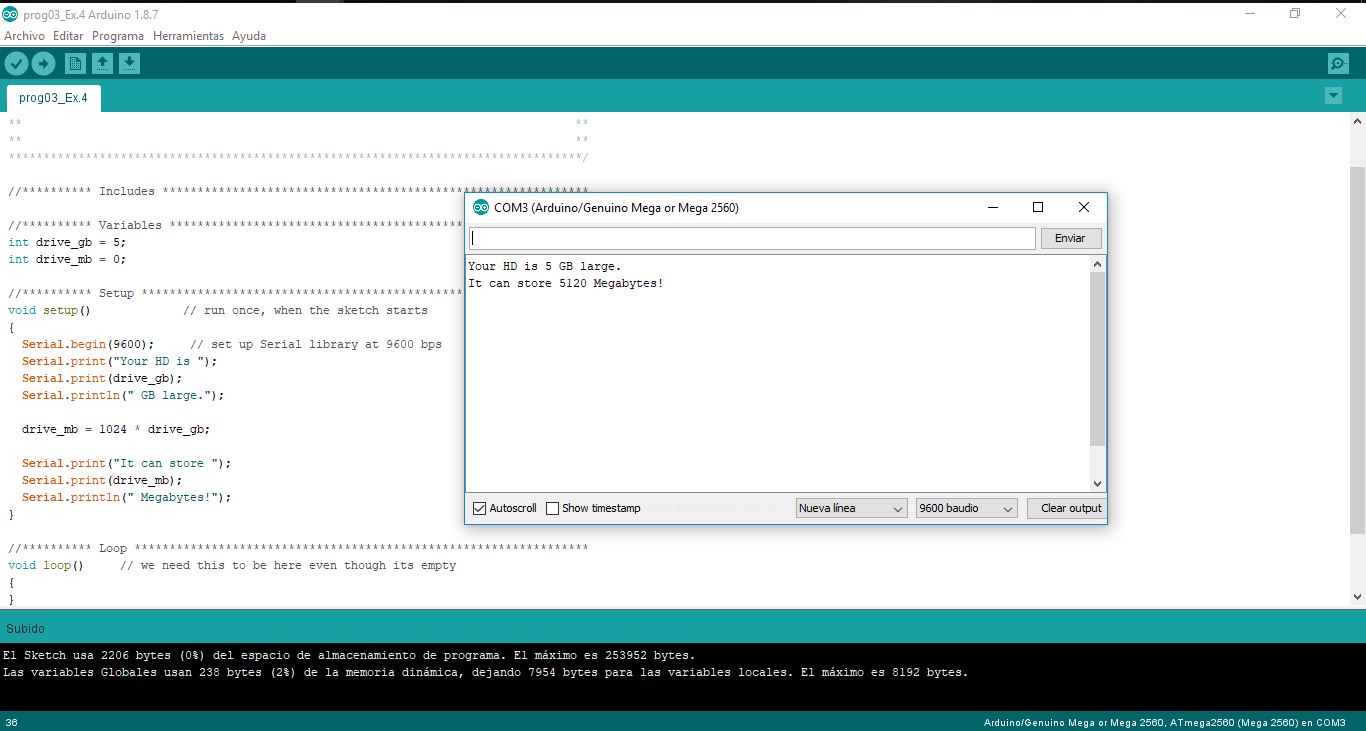 prog03_Ex.4 Arduino 1.8.7
Archivo Editar Programa Herramientas Ayuda
prog03_Ex.4
** **
** **
**********************************************************************************/
//********** Includes *************************************************************
//********** Variables ******************************************
int drive_gb = 5;
int drive_mb = 0;
//********** Setup **********************************************
void setup() // run once, when the sketch starts
{
Serial.begin(9600); // set up Serial library at 9600 bps
Serial.print("Your HD is ");
Serial.print(drive_gb);
Serial.println(" GB large.");
drive_mb = 1024 * drive_gb;
Serial.print("It can store ");
Serial.print(drive_mb);
Serial.println(" Megabytes!");
}
//********** Loop *****************************************************************
void loop() // we need this to be here even though its empty
{
}
COM3 (Arduino/Genuino Mega or Mega 2560)
Enviar
Your HD is 5 GB large.
It can store 5120 Megabytes!
Autoscroll Show timestamp Nueva línea 9600 baudio Clear output
Subido
El Sketch usa 2206 bytes (0%) del espacio de almacenamiento de programa. El máximo es 253952 bytes.
Las variables Globales usan 238 bytes (2%) de la memoria dinámica, dejando 7954 bytes para las variables locales. El máximo es 8192 bytes.
36 Arduino/Genuino Mega or Mega 2560, ATmega2560 (Mega 2560) en COM3